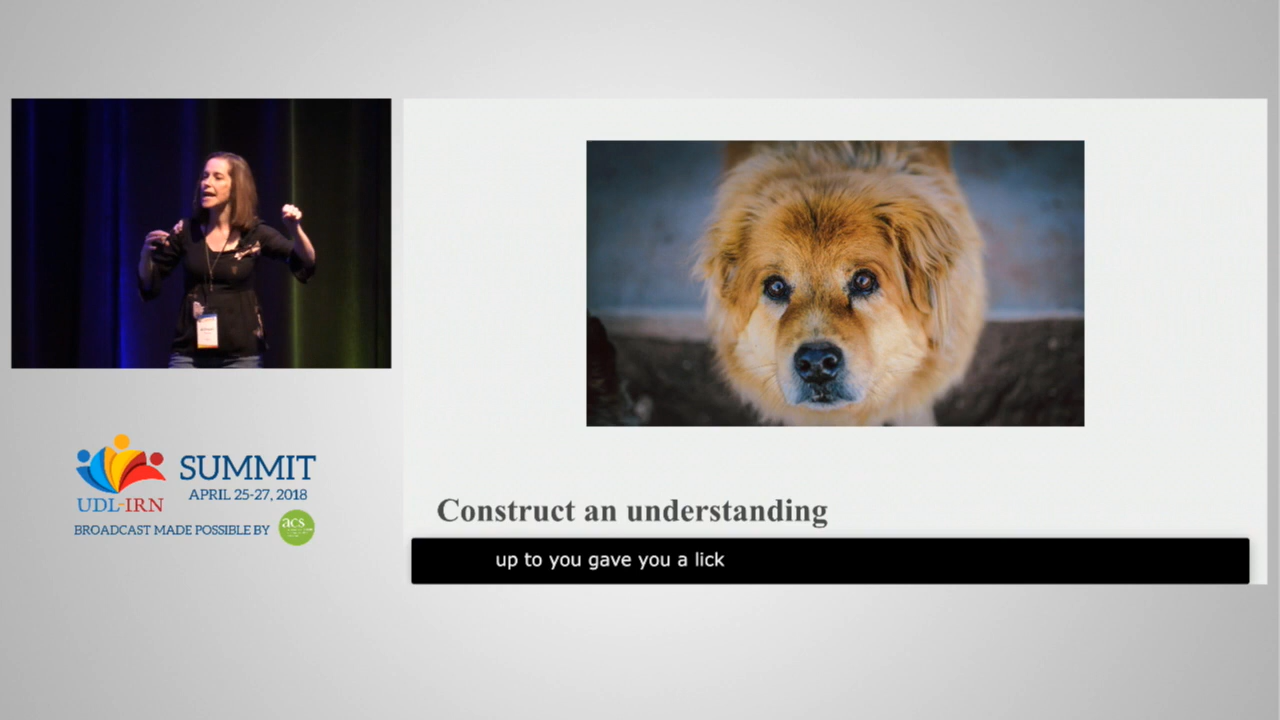 Construct an understanding
up to you gave you a lick
UDL-IRN
SUMMIT
APRIL 25-27, 2018
BROADCAST MADE POSSIBLE BY
acs